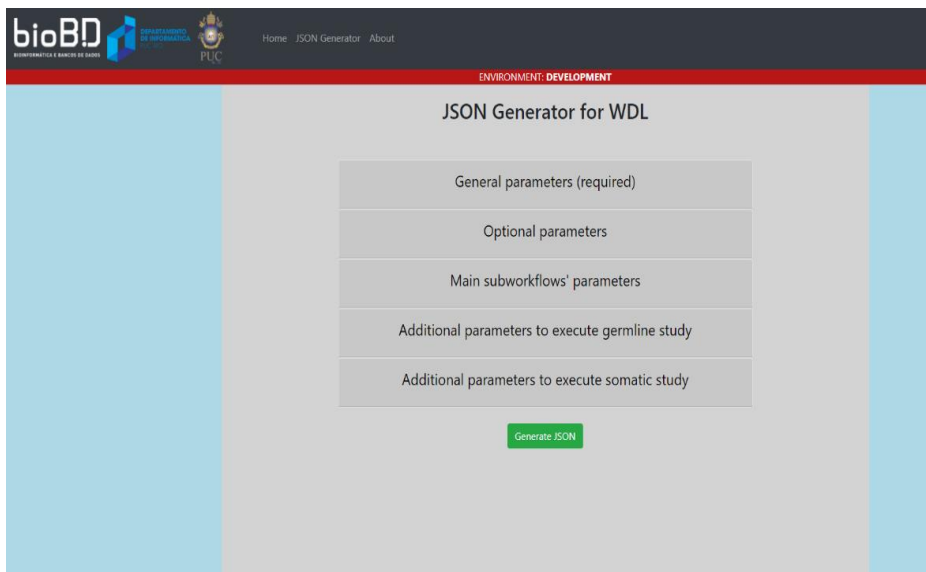 bioBD
BIOINFORMÁTICA E BANCOS DE DADOS
DEPARTAMENTO
DE INFORMÁTICA
PUC
Home JSON Generator About
ENVIRONMENT: DEVELOPMENT
JSON Generator for WDL
General parameters (required)
Optional parameters
Main subworkflows' parameters
Additional parameters to execute germline study
Additional parameters to execute somatic study
Generate JSON